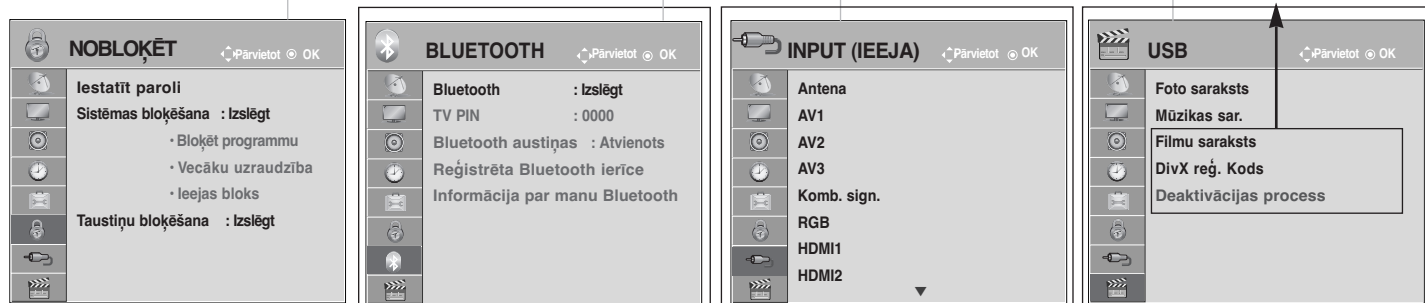 NOBLOĶĒT Pārvietot OK
Iestatīt paroli
Sistēmas bloķēšana : Izslēgt
• Bloķēt programmu
• Vecāku uzraudzība
• Ieejas bloks
Taustiņu bloķēšana : Izslēgt
BLUETOOTH Pārvietot OK
Bluetooth : Izslēgt
TV PIN : 0000
Bluetooth austiņas : Atvienots
Reģistrēta Bluetooth ierīce
Informācija par manu Bluetooth
INPUT (IEEJA) Pārvietot OK
Antena
AV1
AV2
AV3
Komb. sign.
RGB
HDMI1
HDMI2
USB Pārvietot OK
Foto saraksts
Mūzikas sar.
Filmu saraksts
DivX reģ. Kods
Deaktivācijas process